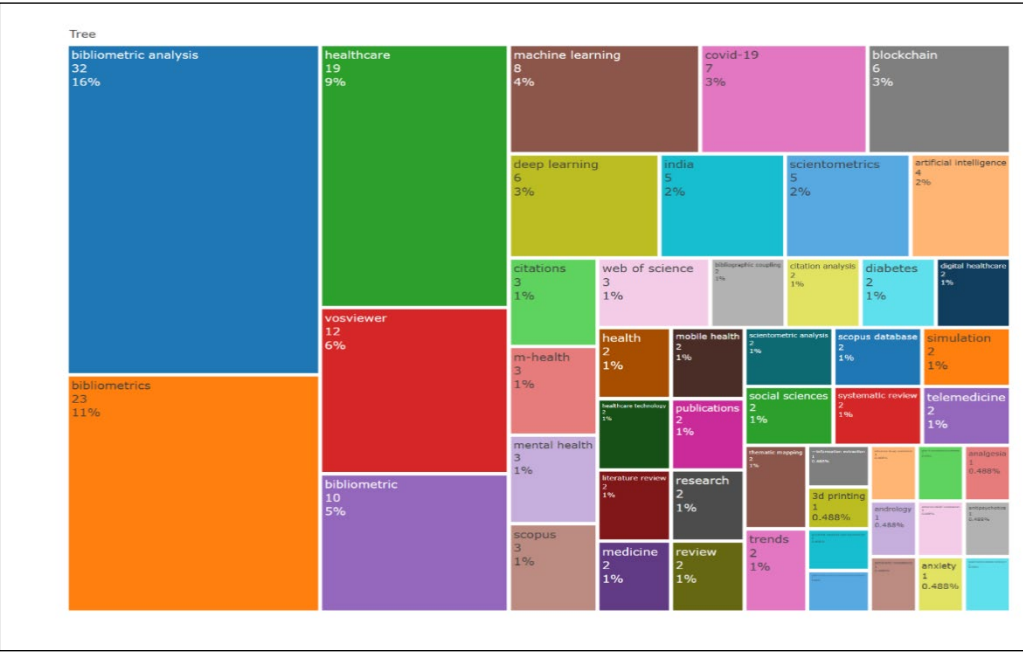 Tree
bibliometric analysis
32
16%
bibliometrics
23
11%
healthcare
19
9%
vosviewer
12
6%
bibliometric
10
5%
machine learning
8
4%
covid-19
7
3%
blockchain
6
3%
deep learning
6
3%
india
5
2%
scientometrics
5
2%
artificial intelligence
4
2%
citations
3
1%
m-health
3
1%
mental health
3
1%
scopus
3
1%
web of science
3
1%
bibliographic coupling
2
1%
citation analysis
2
1%
diabetes
2
1%
digital healthcare
2
1%
health
2
1%
mobile health
2
1%
scientometric analysis
2
1%
scopus database
2
1%
simulation
2
1%
healthcare technology
2
1%
publications
2
1%
social sciences
2
1%
systematic review
2
1%
telemedicine
2
1%
literature review
2
1%
research
2
1%
medicine
2
1%
review
2
1%
thematic mapping
2
1%
trends
2
1%
1
0.488%
3d printing
1
0.488%
analgesia
1
0.488%
andrology
1
0.488%
1
0.488%
anxiety
1
0.488%